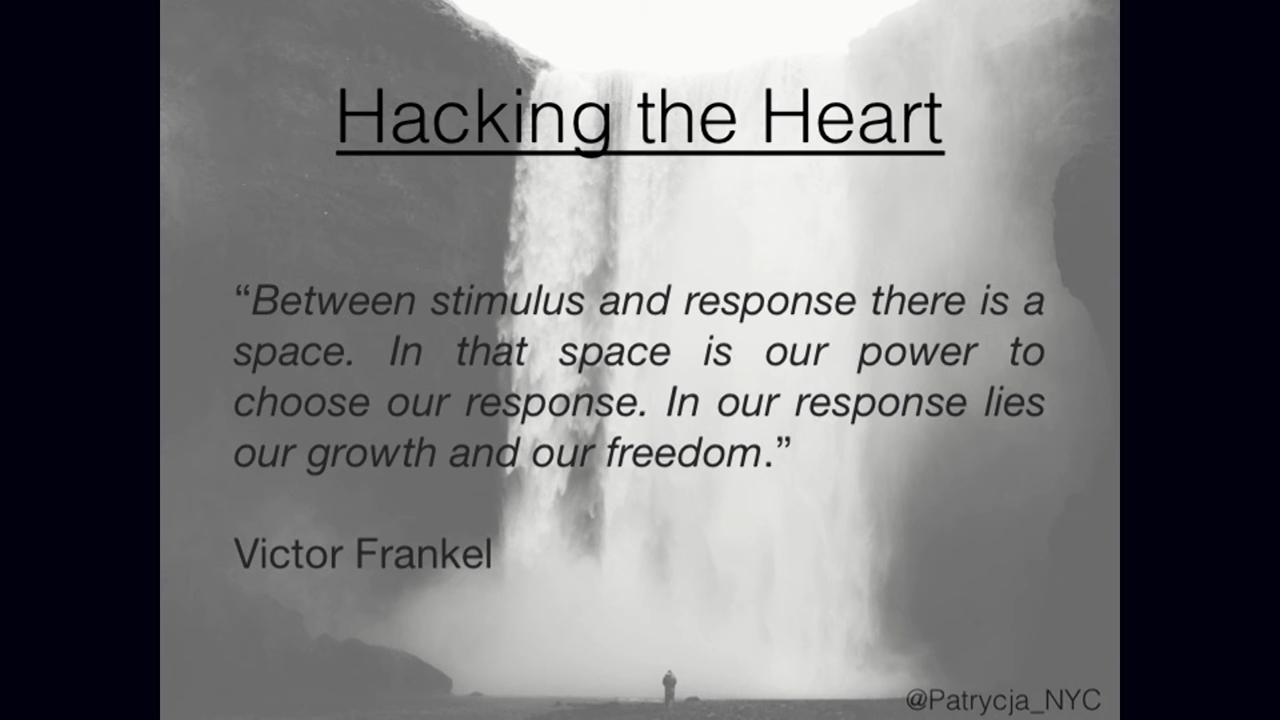 Hacking the Heart
“Between stimulus and response there is a
space. In that space is our power to
choose our response. In our response lies
our growth and our freedom.”
Victor Frankel
@Patrycja_NYC